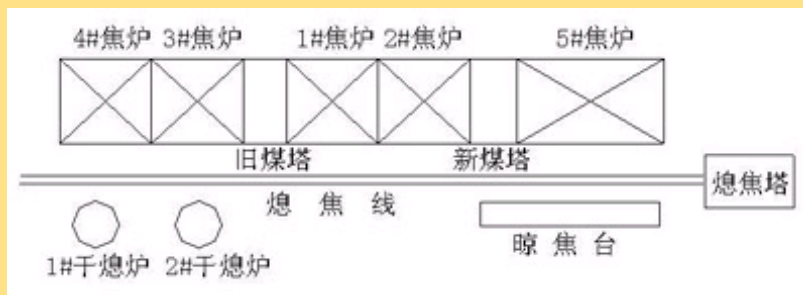 4#焦炉 3#焦炉 1#焦炉 2#焦炉 5#焦炉
旧煤塔 新煤塔
熄焦塔
熄 焦 线
晾 焦 台
1#干熄炉 2#干熄炉